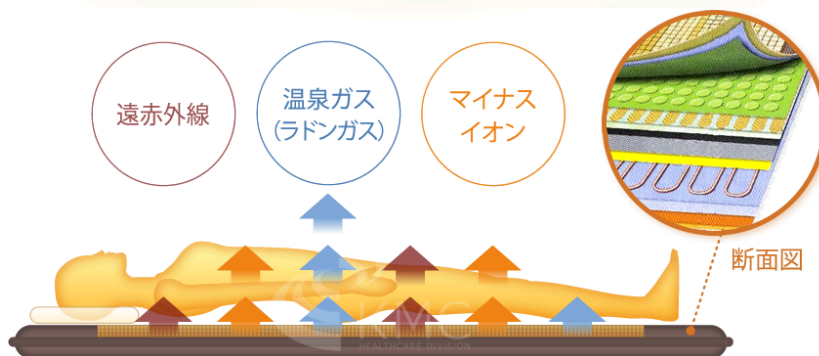 遠赤外線
温泉ガス
(ラドンガス)
マイナス
イオン
断面図
KMC
HEALTHCARE DIVISION